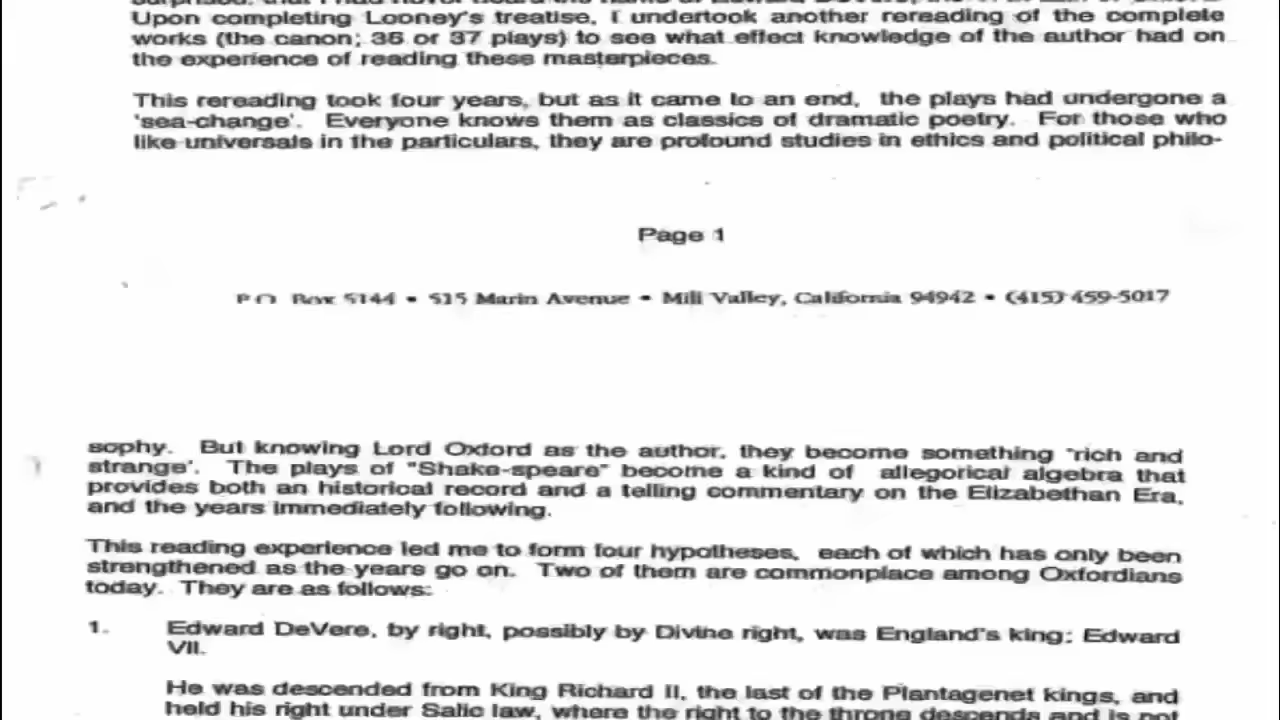 Upon completing Looney's treatise, I undertook another rereading of the complete
works (the canon; 36 or 37 plays) to see what effect knowledge of the author had on
the experience of reading these masterpieces.
This rereading took four years, but as it came to an end, the plays had undergone a
'sea-change'. Everyone knows them as classics of dramatic poetry. For those who
like universals in the particulars, they are profound studies in ethics and political philo-
Page 1
P.O. Box 5144 • 515 Marin Avenue • Mill Valley, California 94942 • (415) 459-5017
sophy. But knowing Lord Oxford as the author, they become something 'rich and
strange'. The plays of "Shake-speare" become a kind of allegorical algebra that
provides both an historical record and a telling commentary on the Elizabethan Era,
and the years immediately following.
This reading experience led me to form four hypotheses, each of which has only been
strengthened as the years go on. Two of them are commonplace among Oxfordians
today. They are as follows:
1. Edward DeVere, by right, possibly by Divine right, was England's king: Edward
VII.
He was descended from King Richard II, the last of the Plantagenet kings, and
held his right under Salic law, where the right to the throne descends and is not